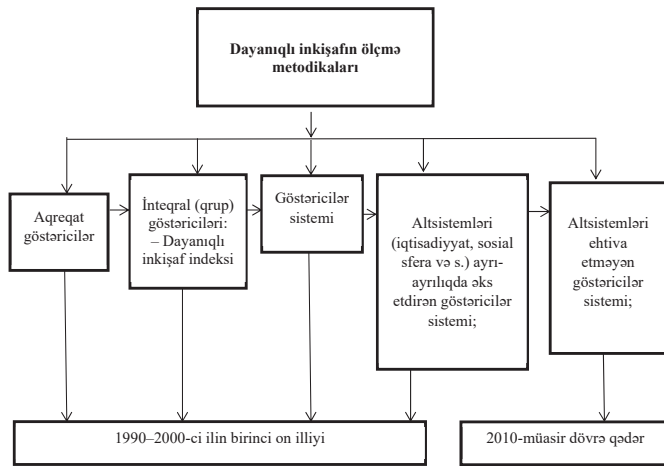 Dayanıqlı inkişafın ölçmə
metodikaları
Aqreqat
göstəricilər
İnteqral (qrup)
göstəriciləri:
– Dayanıqlı
inkişaf indeksi
Göstəricilər
sistemi
Altsistemləri
(iqtisadiyyat, sosial
sfera və s.) ayrı-
ayrılıqda əks
etdirən göstəricilər
sistemi;
Altsistemləri
ehtiva
etməyən
göstəricilər
sistemi;
1990–2000-ci ilin birinci on illiyi
2010-müasir dövrə qədər